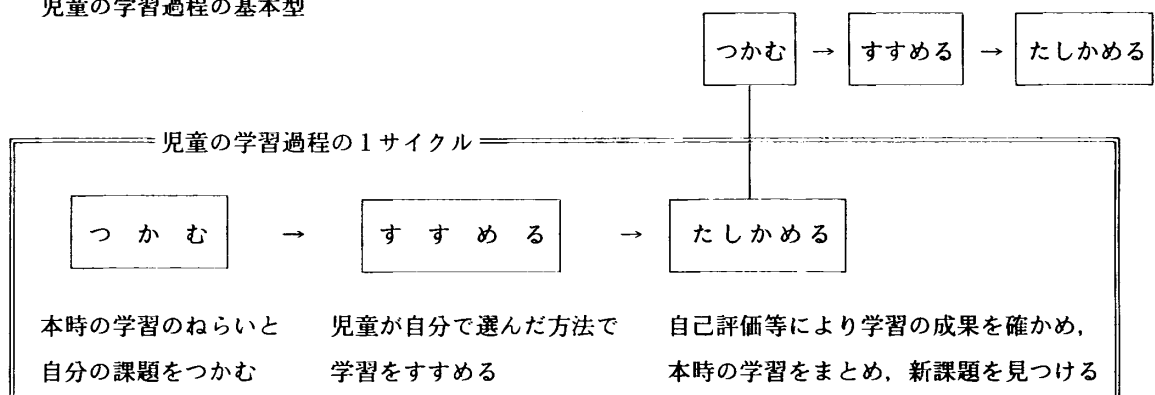 児童の学習過程の基本型
つかむ → すすめる → たしかめる
児童の学習過程の1サイクル
つかむ → すすめる → たしかめる
本時の学習のねらいと 児童が自分で選んだ方法で 自己評価等により学習の成果を確かめ,
自分の課題をつかむ 学習をすすめる 本時の学習をまとめ,新課題を見つける